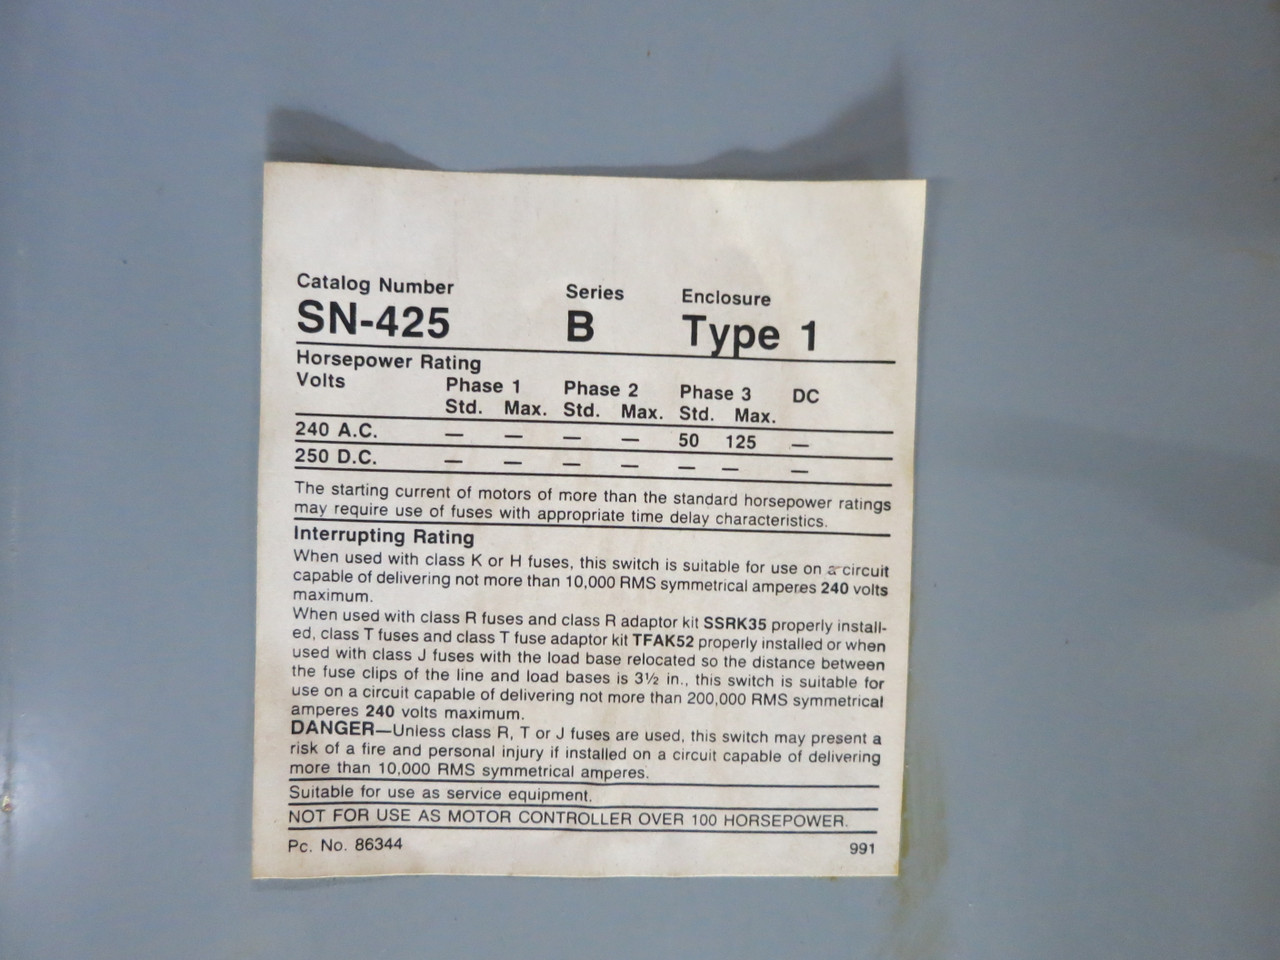 Catalog Number Series Enclosure
SN-425 B Type 1
Horsepower Rating
Volts Phase 1 Phase 2 Phase 3 DC
Std. Max. Std. Max. Std. Max.
240 A.C. — — — — 50 125 —
250 D.C. — — — — — — —
The starting current of motors of more than the standard horsepower ratings
may require use of fuses with appropriate time delay characteristics.
Interrupting Rating
When used with class K or H fuses, this switch is suitable for use on a circuit
capable of delivering not more than 10,000 RMS symmetrical amperes 240 volts
maximum.
When used with class R fuses and class R adaptor kit SSRK35 properly install-
ed, class T fuses and class T fuse adaptor kit TFAK52 properly installed or when
used with class J fuses with the load base relocated so the distance between
the fuse clips of the line and load bases is 3½ in., this switch is suitable for
use on a circuit capable of delivering not more than 200,000 RMS symmetrical
amperes 240 volts maximum.
DANGER—Unless class R, T or J fuses are used, this switch may present a
risk of a fire and personal injury if installed on a circuit capable of delivering
more than 10,000 RMS symmetrical amperes.
Suitable for use as service equipment.
NOT FOR USE AS MOTOR CONTROLLER OVER 100 HORSEPOWER.
Pc. No. 86344 991